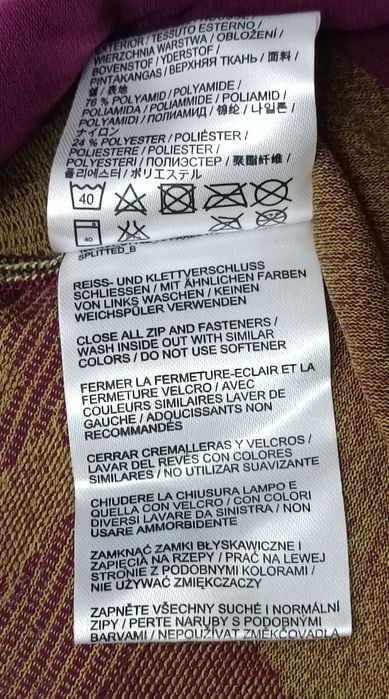 EXTERIOR / TESSUTO ESTERNO /
WIERZCHNIA WARSTWA / OBLOŻENÍ /
BOVENSTOF / YDERSTOF /
PINTAKANGAS / ВЕРХНЯЯ ТКАНЬ / 面料 /
겉 / 表地
76 % POLYAMID / POLYAMIDE /
POLIAMIDA / POLIAMMIDE / POLIAMID /
POLYAMIDI / ПОЛИАМИД / 锦纶 / 나일론 /
ナイロン
24 % POLYESTER / POLIÉSTER /
POLIESTERE / POLIESTER /
POLYESTERI / ПОЛИЭСТЕР / 聚酯纤维 /
폴리에스터 / ポリエステル
40
40
SPLITTED_B
REISS- UND KLETTVERSCHLUSS
SCHLIESSEN / MIT ÄHNLICHEN FARBEN
VON LINKS WASCHEN / KEINEN
WEICHSPÜLER VERWENDEN
CLOSE ALL ZIP AND FASTENERS /
WASH INSIDE OUT WITH SIMILAR
COLORS / DO NOT USE SOFTENER
FERMER LA FERMETURE-ECLAIR ET LA
FERMETURE VELCRO / AVEC
COULEURS SIMILAIRES LAVER DE
GAUCHE / ADOUCISSANTS NON
RECOMMANDÉS
CERRAR CREMALLERAS Y VELCROS /
LAVAR DEL REVÉS CON COLORES
SIMILARES / NO UTILIZAR SUAVIZANTE
CHIUDERE LA CHIUSURA LAMPO E
QUELLA CON VELCRO / CON COLORI
DIVERSI LAVARE DA SINISTRA / NON
USARE AMMORBIDENTE
ZAMKNĄĆ ZAMKI BŁYSKAWICZNE I
ZAPIĘCIA NA RZEPY / PRAĆ NA LEWEJ
STRONIE Z PODOBNYMI KOLORAMI /
NIE UŻYWAĆ ZMIĘKCZACZY
ZAPNĚTE VŠECHNY SUCHÉ I NORMÁLNÍ
ZIPY / PERTE NARUBY S PODOBNÝMI
BARVAMI / NEPOUŽÍVAT ZMĚKČOVADLA